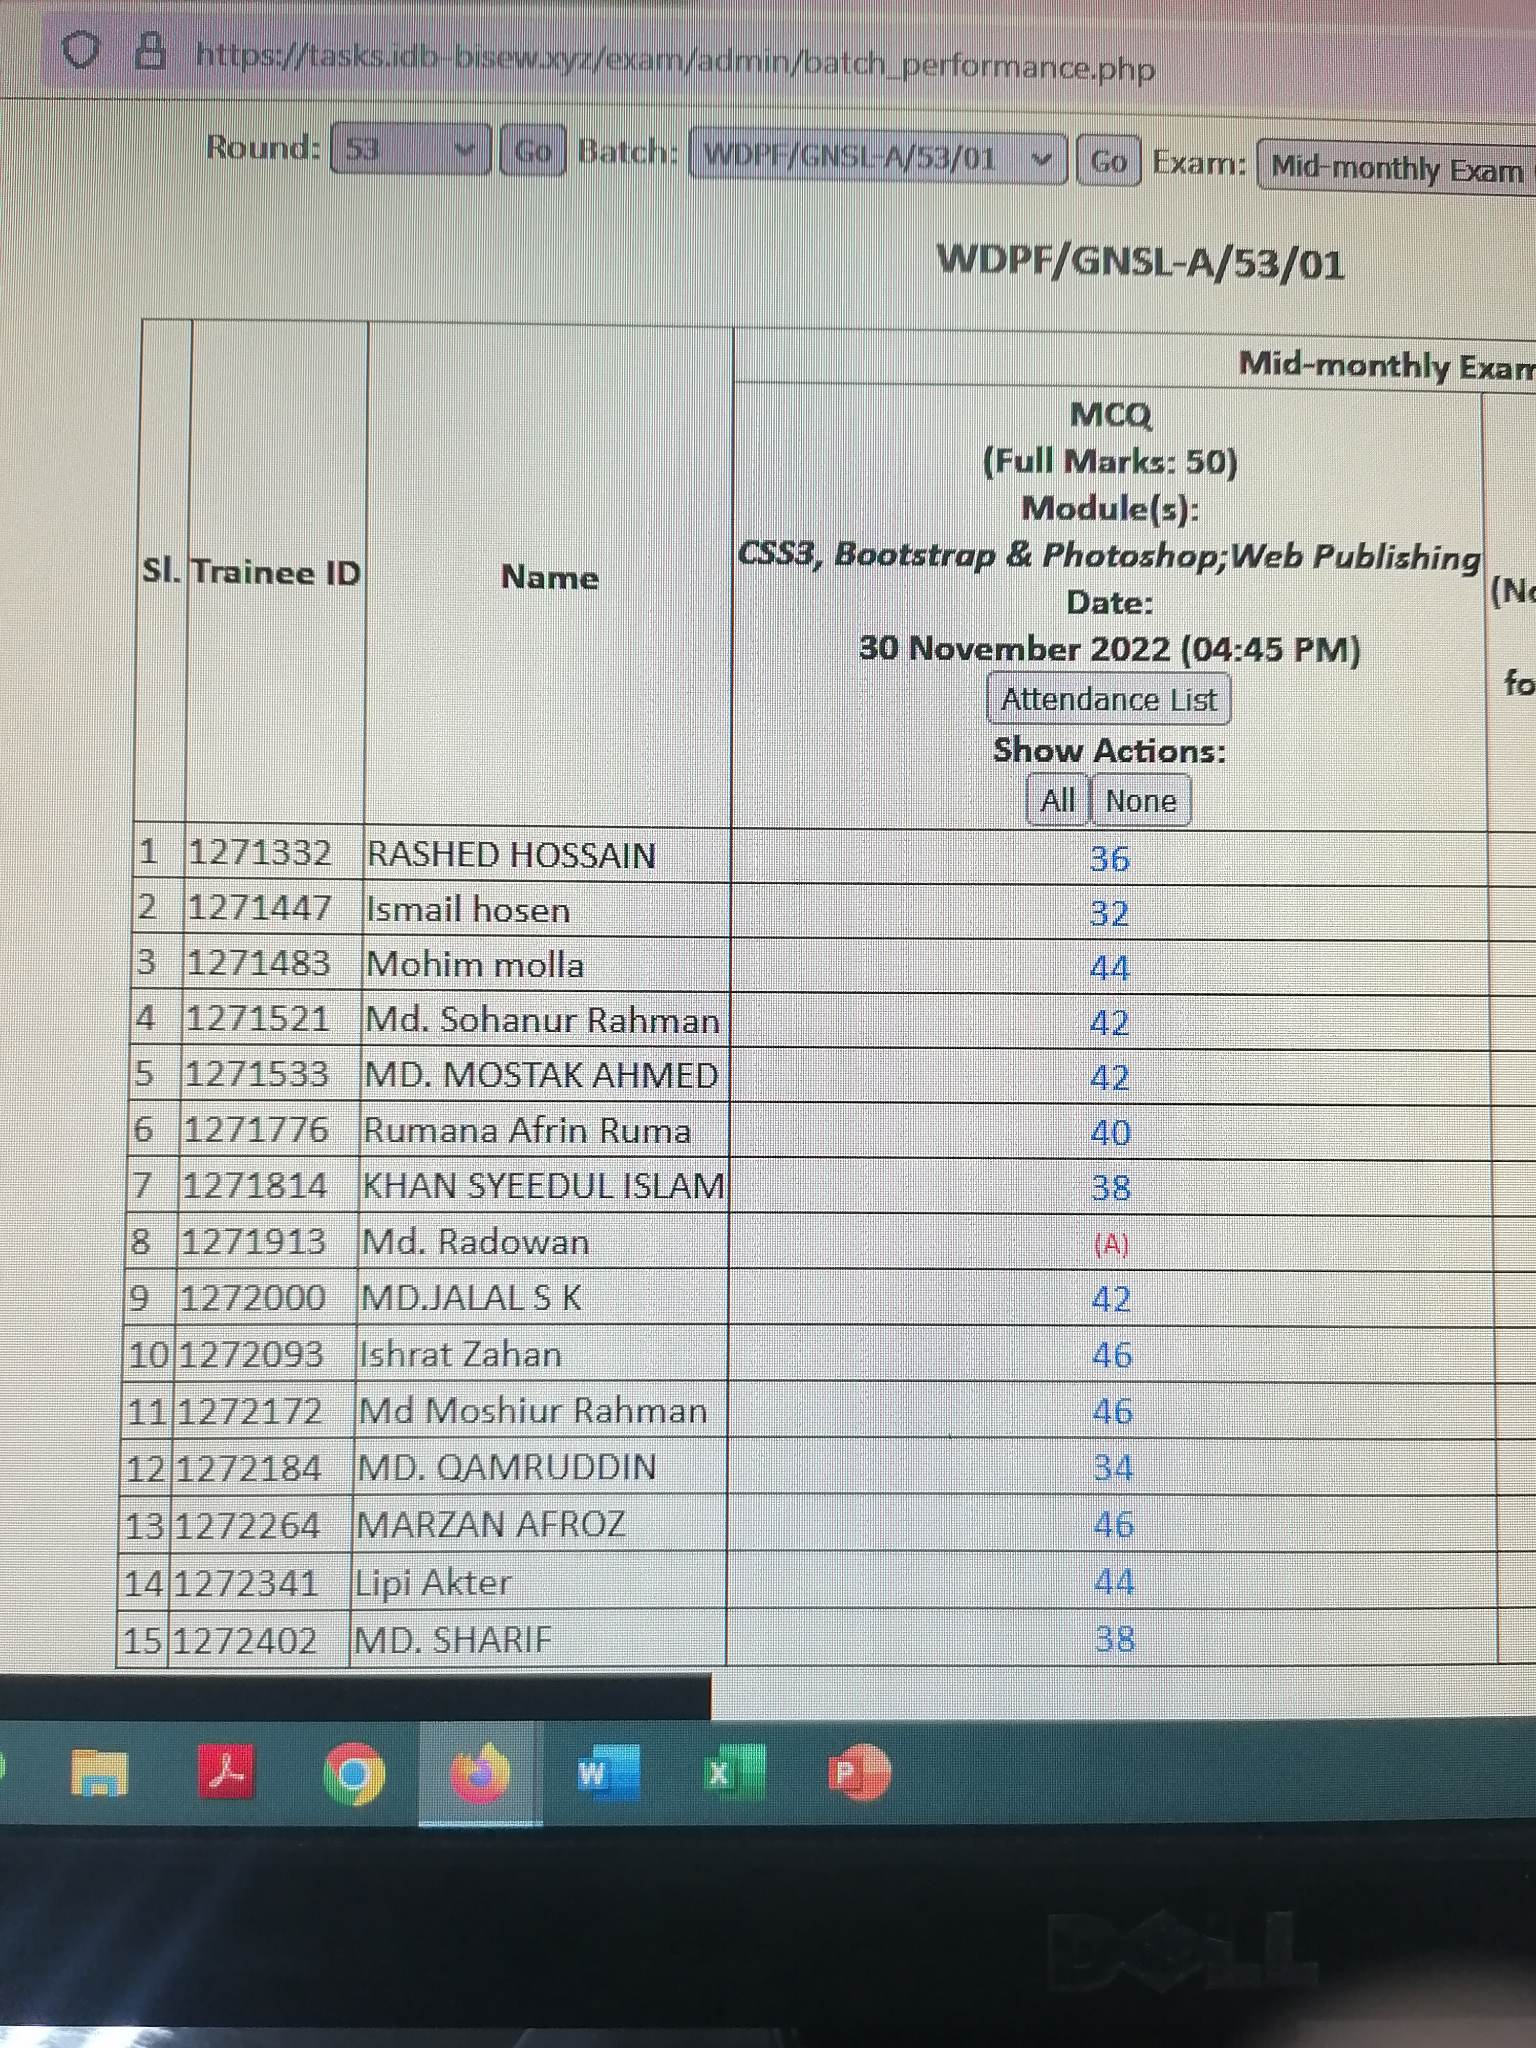 https://tasks.idb-bisew.xyz/exam/admin/batch_performance.php
Round: 53 Go Batch: WDPF/GNSL-A/53/01 Go Exam: Mid-monthly Exam
WDPF/GNSL-A/53/01
Mid-monthly Exam
Sl. Trainee ID Name
MCQ
(Full Marks: 50)
Module(s):
CSS3, Bootstrap & Photoshop;Web Publishing
Date:
30 November 2022 (04:45 PM)
Attendance List
Show Actions:
All None
fo
1 1271332 RASHED HOSSAIN 36
2 1271447 Ismail hosen 32
3 1271483 Mohim molla 44
4 1271521 Md. Sohanur Rahman 42
5 1271533 MD. MOSTAK AHMED 42
6 1271776 Rumana Afrin Ruma 40
7 1271814 KHAN SYEEDUL ISLAM 38
8 1271913 Md. Radowan (A)
9 1272000 MD.JALAL S K 42
10 1272093 Ishrat Zahan 46
11 1272172 Md Moshiur Rahman 46
12 1272184 MD. QAMRUDDIN 34
13 1272264 MARZAN AFROZ 46
14 1272341 Lipi Akter 44
15 1272402 MD. SHARIF 38
W X P
DELL